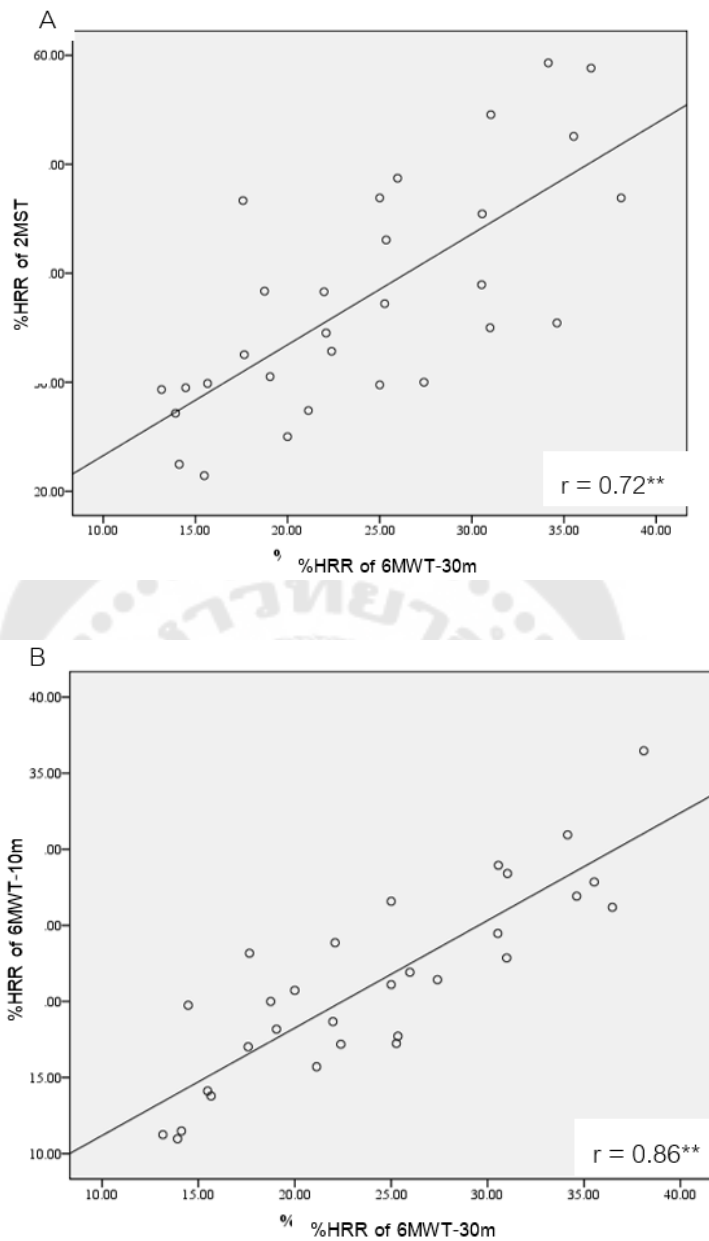 A
60.00
.00
.00
.00
20.00
%HRR of 2MST
r = 0.72**
10.00 15.00 20.00 25.00 30.00 35.00 40.00
%HRR of 6MWT-30m
B
40.00
35.00
.00
.00
.00
15.00
10.00
%HRR of 6MWT-10m
r = 0.86**
10.00 15.00 20.00 25.00 30.00 35.00 40.00
%HRR of 6MWT-30m